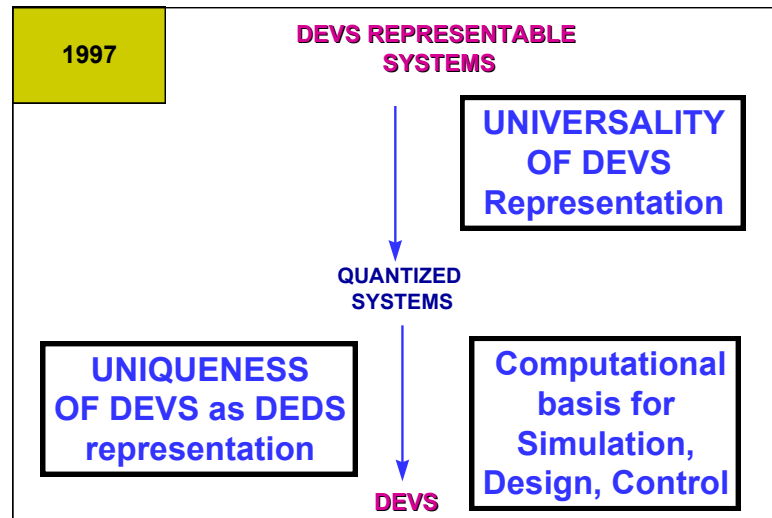 1997
DEVS REPRESENTABLE
SYSTEMS
UNIVERSALITY
OF DEVS
Representation
QUANTIZED
SYSTEMS
UNIQUENESS
OF DEVS as DEDS
representation
Computational
basis for
Simulation,
Design, Control
DEVS